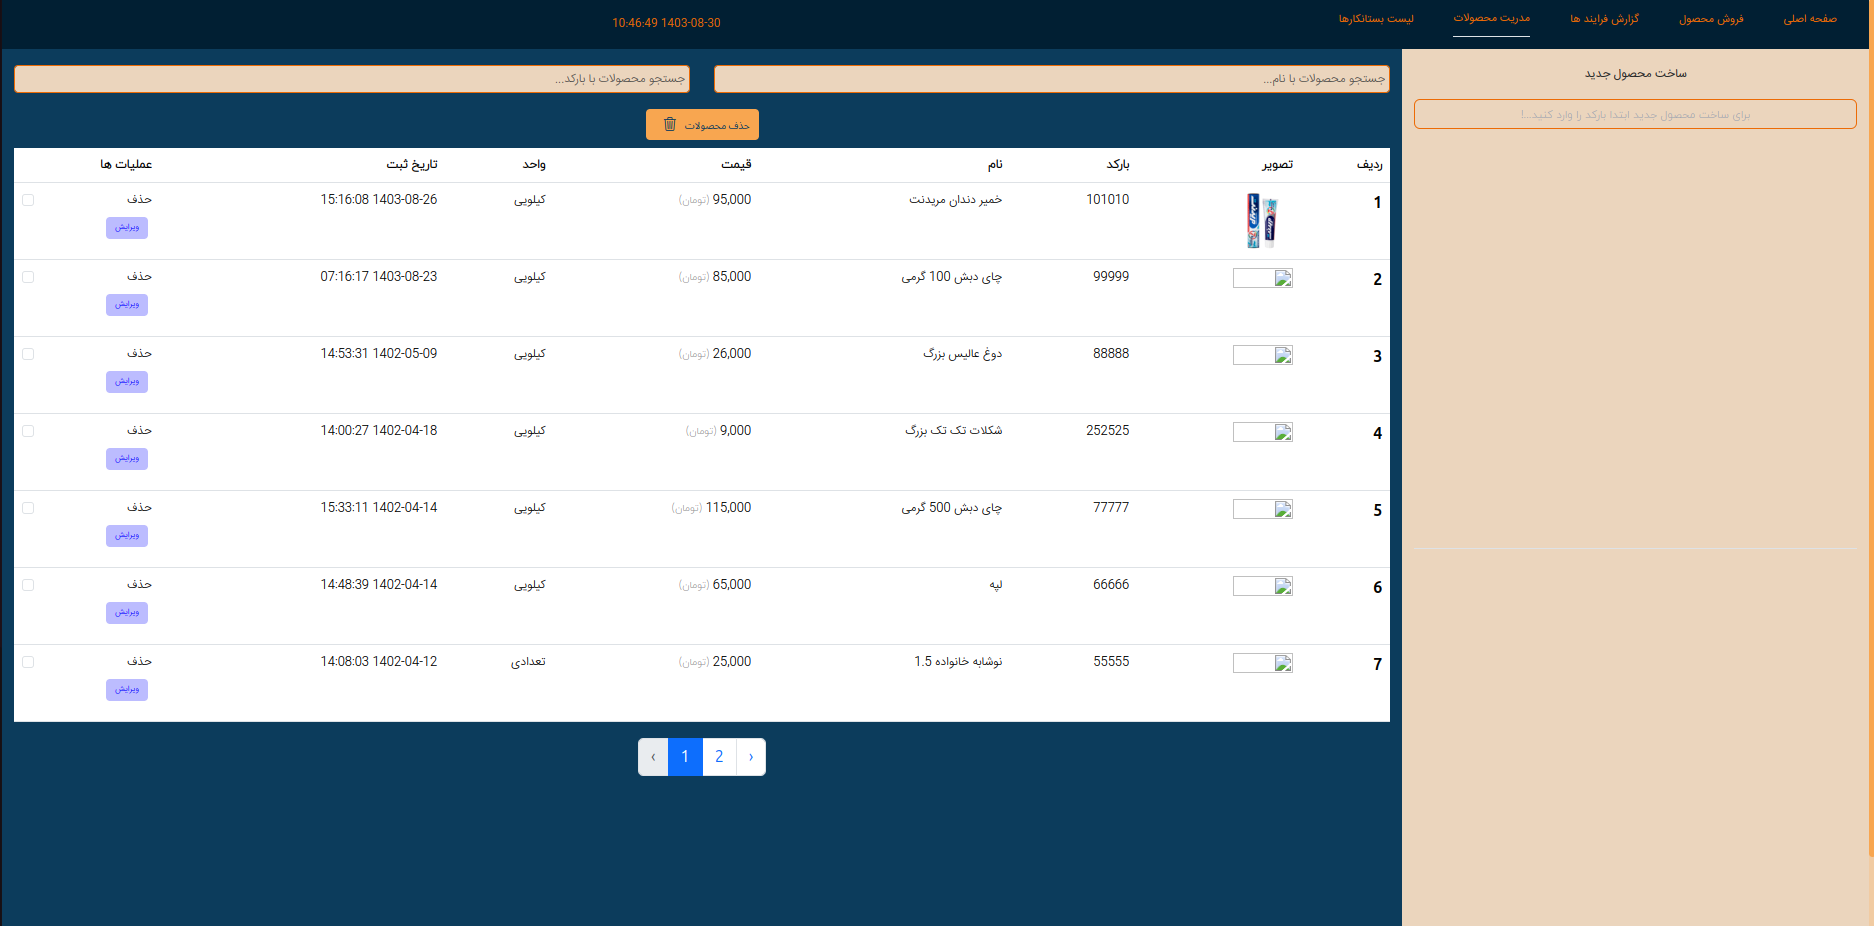 صفحه اصلی
فروش محصول
گزارش فرایند ها
مدریت محصولات
لیست بستانکارها
10:46:49 1403-08-30
ساخت محصول جدید
برای ساخت محصول جدید ابتدا بارکد را وارد کنید...!
جستجو محصولات با نام...
جستجو محصولات با بارکد...
حذف محصولات
ردیف تصویر بارکد نام قیمت واحد تاریخ ثبت عملیات ها
1 101010 خمیر دندان مریدنت 95,000 (تومان) کیلویی 15:16:08 1403-08-26 حذف
ویرایش
2 99999 چای دبش 100 گرمی 85,000 (تومان) کیلویی 07:16:17 1403-08-23 حذف
ویرایش
3 88888 دوغ عالیس بزرگ 26,000 (تومان) کیلویی 14:53:31 1402-05-09 حذف
ویرایش
4 252525 شکلات تک تک بزرگ 9,000 (تومان) کیلویی 14:00:27 1402-04-18 حذف
ویرایش
5 77777 چای دبش 500 گرمی 115,000 (تومان) کیلویی 15:33:11 1402-04-14 حذف
ویرایش
6 66666 لپه 65,000 (تومان) کیلویی 14:48:39 1402-04-14 حذف
ویرایش
7 55555 نوشابه خانواده 1.5 25,000 (تومان) تعدادی 14:08:03 1402-04-12 حذف
ویرایش
‹ 1 2 ›